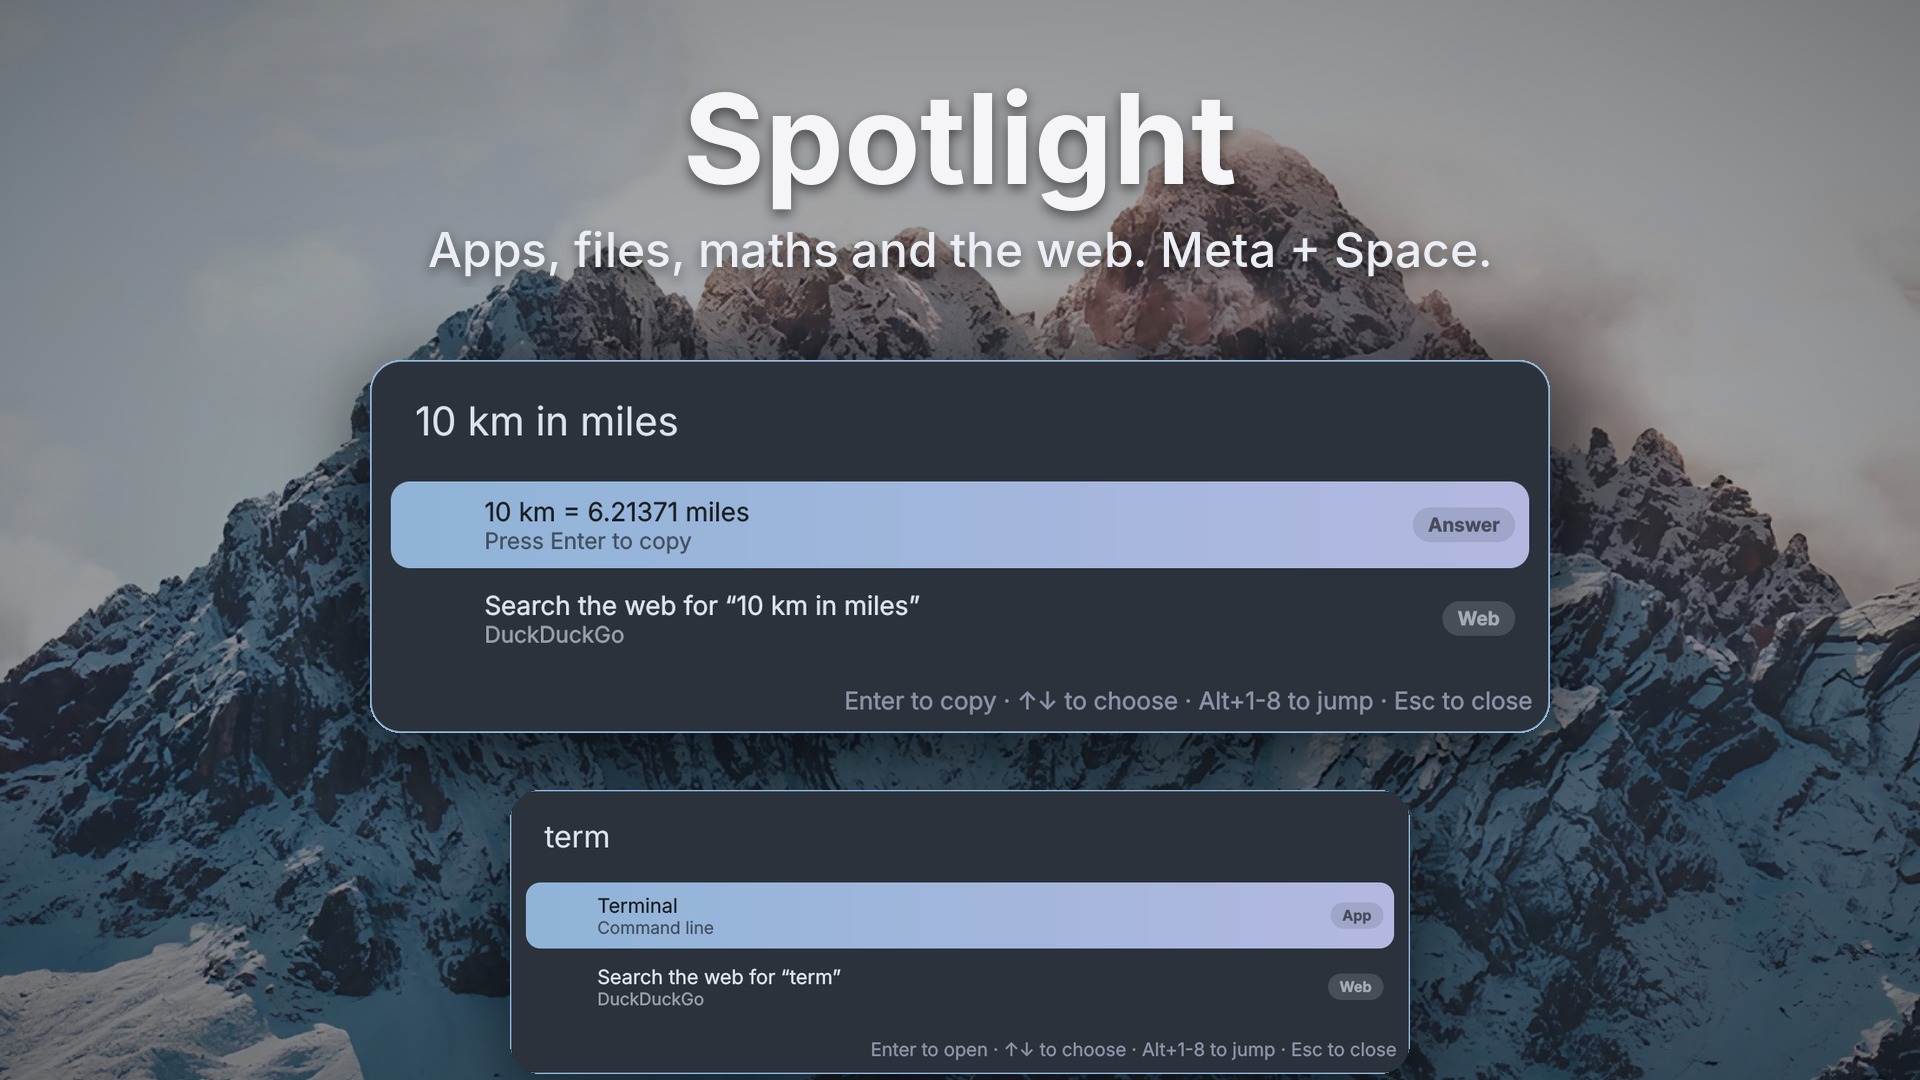 Spotlight
Apps, files, maths and the web. Meta + Space.
10 km in miles
10 km = 6.21371 miles
Press Enter to copy
Answer
Search the web for “10 km in miles”
DuckDuckGo
Web
Enter to copy · ↑↓ to choose · Alt+1-8 to jump · Esc to close
term
Terminal
Command line
App
Search the web for “term”
DuckDuckGo
Web
Enter to open · ↑↓ to choose · Alt+1-8 to jump · Esc to close